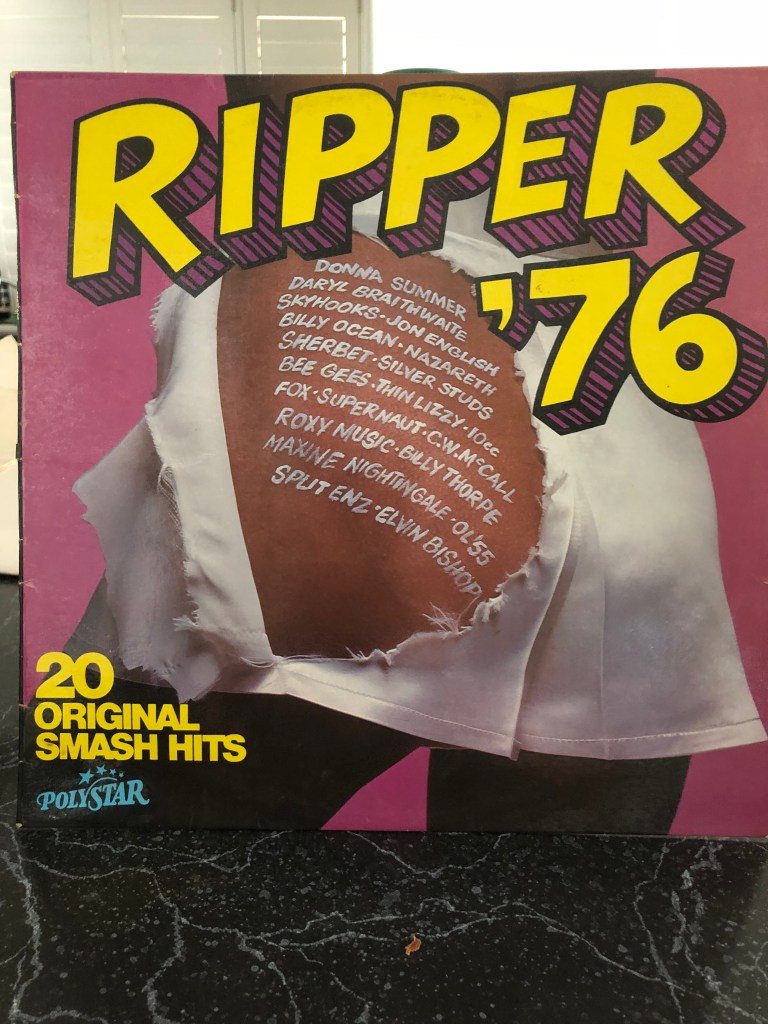 RIPPER
'76
DONNA SUMMER
DARYL BRAITHWAITE
SKYHOOKS · JON ENGLISH
BILLY OCEAN · NAZARETH
SHERBET · SILVER STUDS
BEE GEES · THIN LIZZY · 10cc
FOX · SUPERNAUT · C.W. McCALL
ROXY MUSIC · BILLY THORPE
MAXINE NIGHTINGALE · OL'55
SPLIT ENZ · ELVIN BISHOP
20
ORIGINAL
SMASH HITS
POLYSTAR